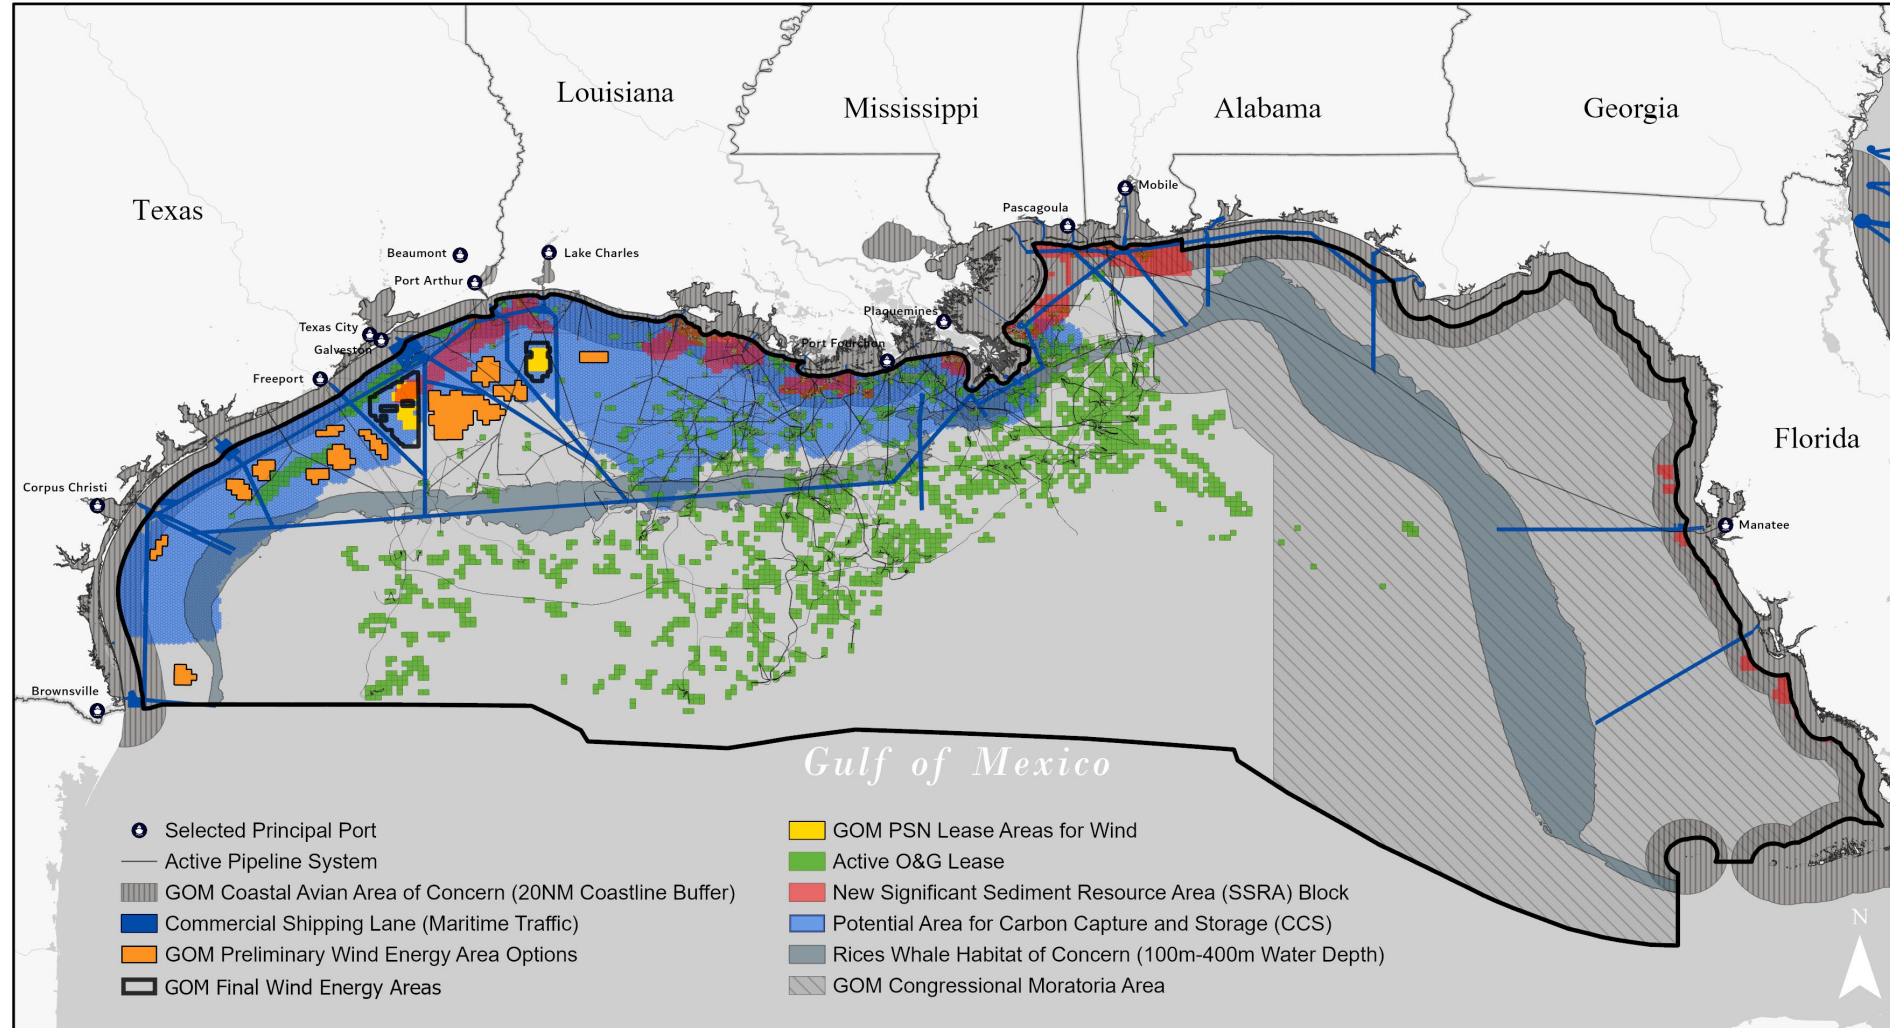 Louisiana
Mississippi
Alabama
Georgia
Texas
Mobile
Pascagoula
Beaumont
Lake Charles
Port Arthur
Plaquemines
Texas City
Galveston
Port Fourchon
Freeport
Florida
Corpus Christi
Manatee
Brownsville
Gulf of Mexico
Selected Principal Port
Active Pipeline System
GOM Coastal Avian Area of Concern (20NM Coastline Buffer)
Commercial Shipping Lane (Maritime Traffic)
GOM Preliminary Wind Energy Area Options
GOM Final Wind Energy Areas
GOM PSN Lease Areas for Wind
Active O&G Lease
New Significant Sediment Resource Area (SSRA) Block
Potential Area for Carbon Capture and Storage (CCS)
Rices Whale Habitat of Concern (100m-400m Water Depth)
GOM Congressional Moratoria Area
N